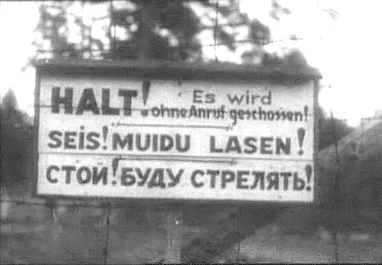 HALT! Es wird
ohne Anruf geschossen!
SEIS! MUIDU LASEN!
СТОЙ! БУДУ СТРЕЛЯТЬ!